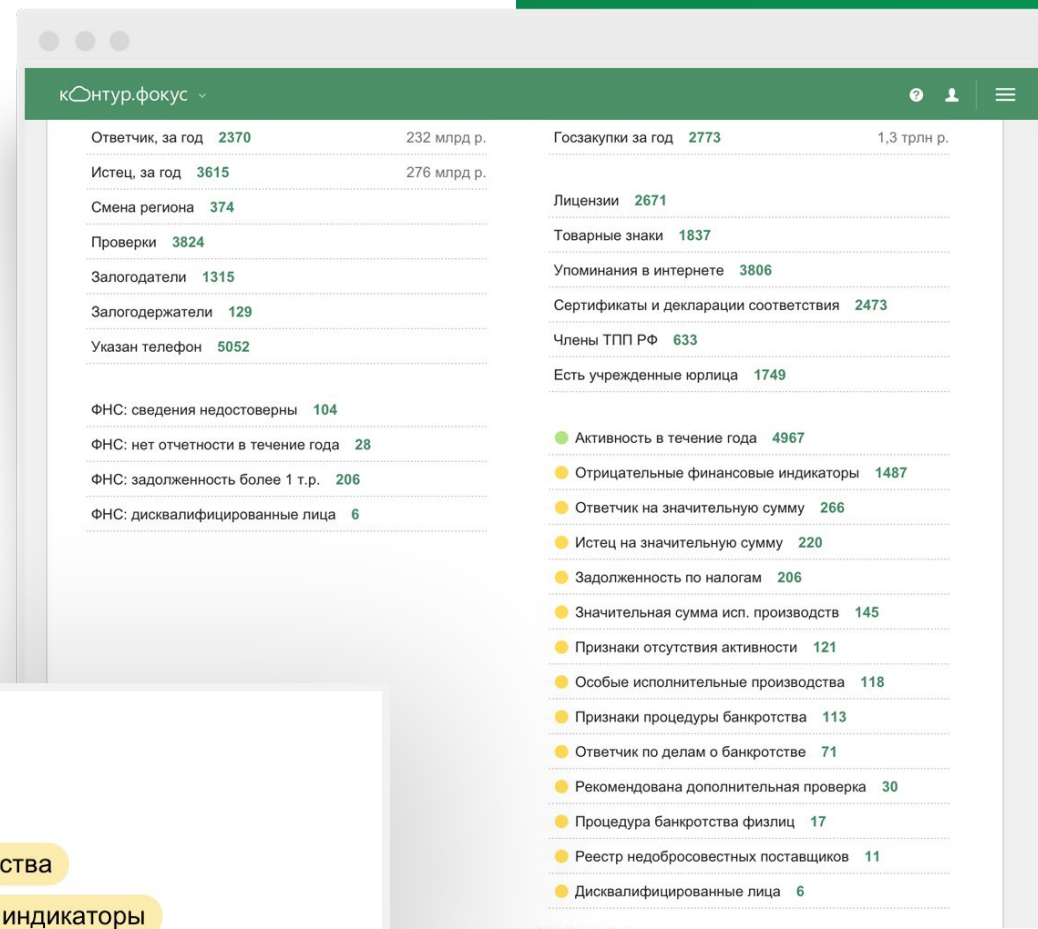 кОнтур.фокус
Ответчик, за год 2370 232 млрд р.
Истец, за год 3615 276 млрд р.
Смена региона 374
Проверки 3824
Залогодатели 1315
Залогодержатели 129
Указан телефон 5052
ФНС: сведения недостоверны 104
ФНС: нет отчетности в течение года 28
ФНС: задолженность более 1 т.р. 206
ФНС: дисквалифицированные лица 6
Госзакупки за год 2773 1,3 трлн р.
Лицензии 2671
Товарные знаки 1837
Упоминания в интернете 3806
Сертификаты и декларации соответствия 2473
Члены ТПП РФ 633
Есть учрежденные юрлица 1749
Активность в течение года 4967
Отрицательные финансовые индикаторы 1487
Ответчик на значительную сумму 266
Истец на значительную сумму 220
Задолженность по налогам 206
Значительная сумма исп. производств 145
Признаки отсутствия активности 121
Особые исполнительные производства 118
Признаки процедуры банкротства 113
Ответчик по делам о банкротстве 71
Рекомендована дополнительная проверка 30
Процедура банкротства физлиц 17
Реестр недобросовестных поставщиков 11
Дисквалифицированные лица 6
ства
индикаторы